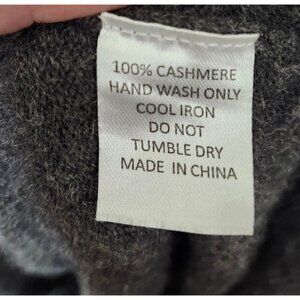 100% CASHMERE
HAND WASH ONLY
COOL IRON
DO NOT
TUMBLE DRY
MADE IN CHINA